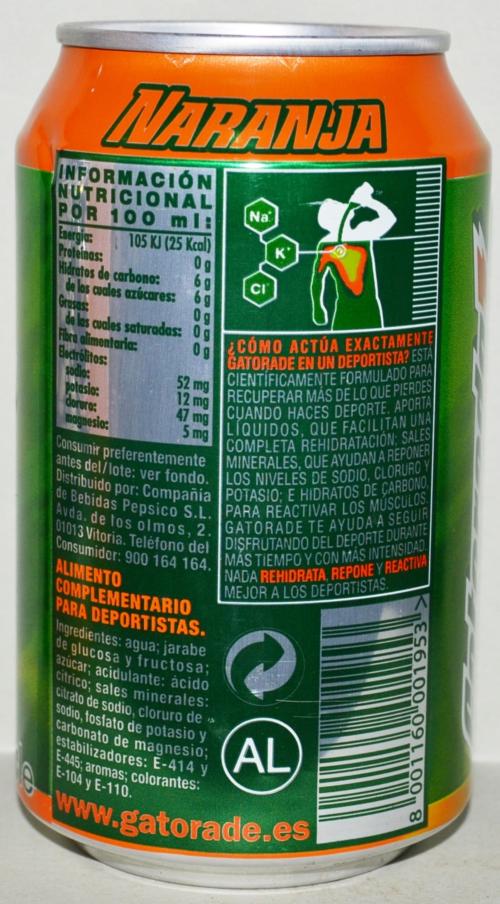 NARANJA
INFORMACIÓN
NUTRICIONAL
POR 100 ml:
Energía: 105 KJ (25 Kcal)
Proteínas: 0 g
Hidratos de carbono: 6 g
de los cuales azúcares: 6 g
Grasas: 0 g
de las cuales saturadas: 0 g
Fibra alimentaria: 0 g
Electrólitos:
sodio: 52 mg
potasio: 12 mg
cloruro: 47 mg
magnesio: 5 mg
Consumir preferentemente
antes del/lote: ver fondo.
Distribuido por: Compañía
de Bebidas Pepsico S.L.
Avda. de los olmos, 2.
01013 Vitoria. Teléfono del
Consumidor: 900 164 164.
ALIMENTO
COMPLEMENTARIO
PARA DEPORTISTAS.
Ingredientes: agua; jarabe
de glucosa y fructosa;
azúcar; acidulante: ácido
cítrico; sales minerales:
citrato de sodio, cloruro de
sodio, fosfato de potasio y
carbonato de magnesio;
estabilizadores: E-414 y
E-445; aromas; colorantes:
E-104 y E-110.
www.gatorade.es
Na+
K+
Cl-
¿CÓMO ACTÚA EXACTAMENTE
GATORADE EN UN DEPORTISTA? ESTÁ
CIENTÍFICAMENTE FORMULADO PARA
RECUPERAR MÁS DE LO QUE PIERDES
CUANDO HACES DEPORTE. APORTA
LÍQUIDOS, QUE FACILITAN UNA
COMPLETA REHIDRATACIÓN; SALES
MINERALES, QUE AYUDAN A REPONER
LOS NIVELES DE SODIO, CLORURO Y
POTASIO; E HIDRATOS DE CARBONO,
PARA REACTIVAR LOS MÚSCULOS.
GATORADE TE AYUDA A SEGUIR
DISFRUTANDO DEL DEPORTE DURANTE
MÁS TIEMPO Y CON MÁS INTENSIDAD.
NADA REHIDRATA, REPONE Y REACTIVA
MEJOR A LOS DEPORTISTAS.
AL
8 001160 001953 >
e